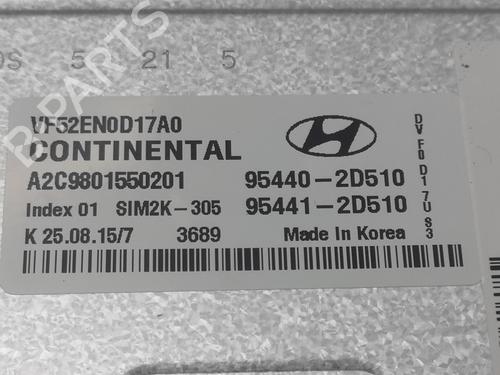 5 21 5
VF52EN0D17A0
CONTINENTAL
A2C9801550201 95440-2D510
Index 01 SIM2K-305 95441-2D510
K 25.08.15/7 3689 Made In Korea
DV F0 D1 7U S3
B-PARTS